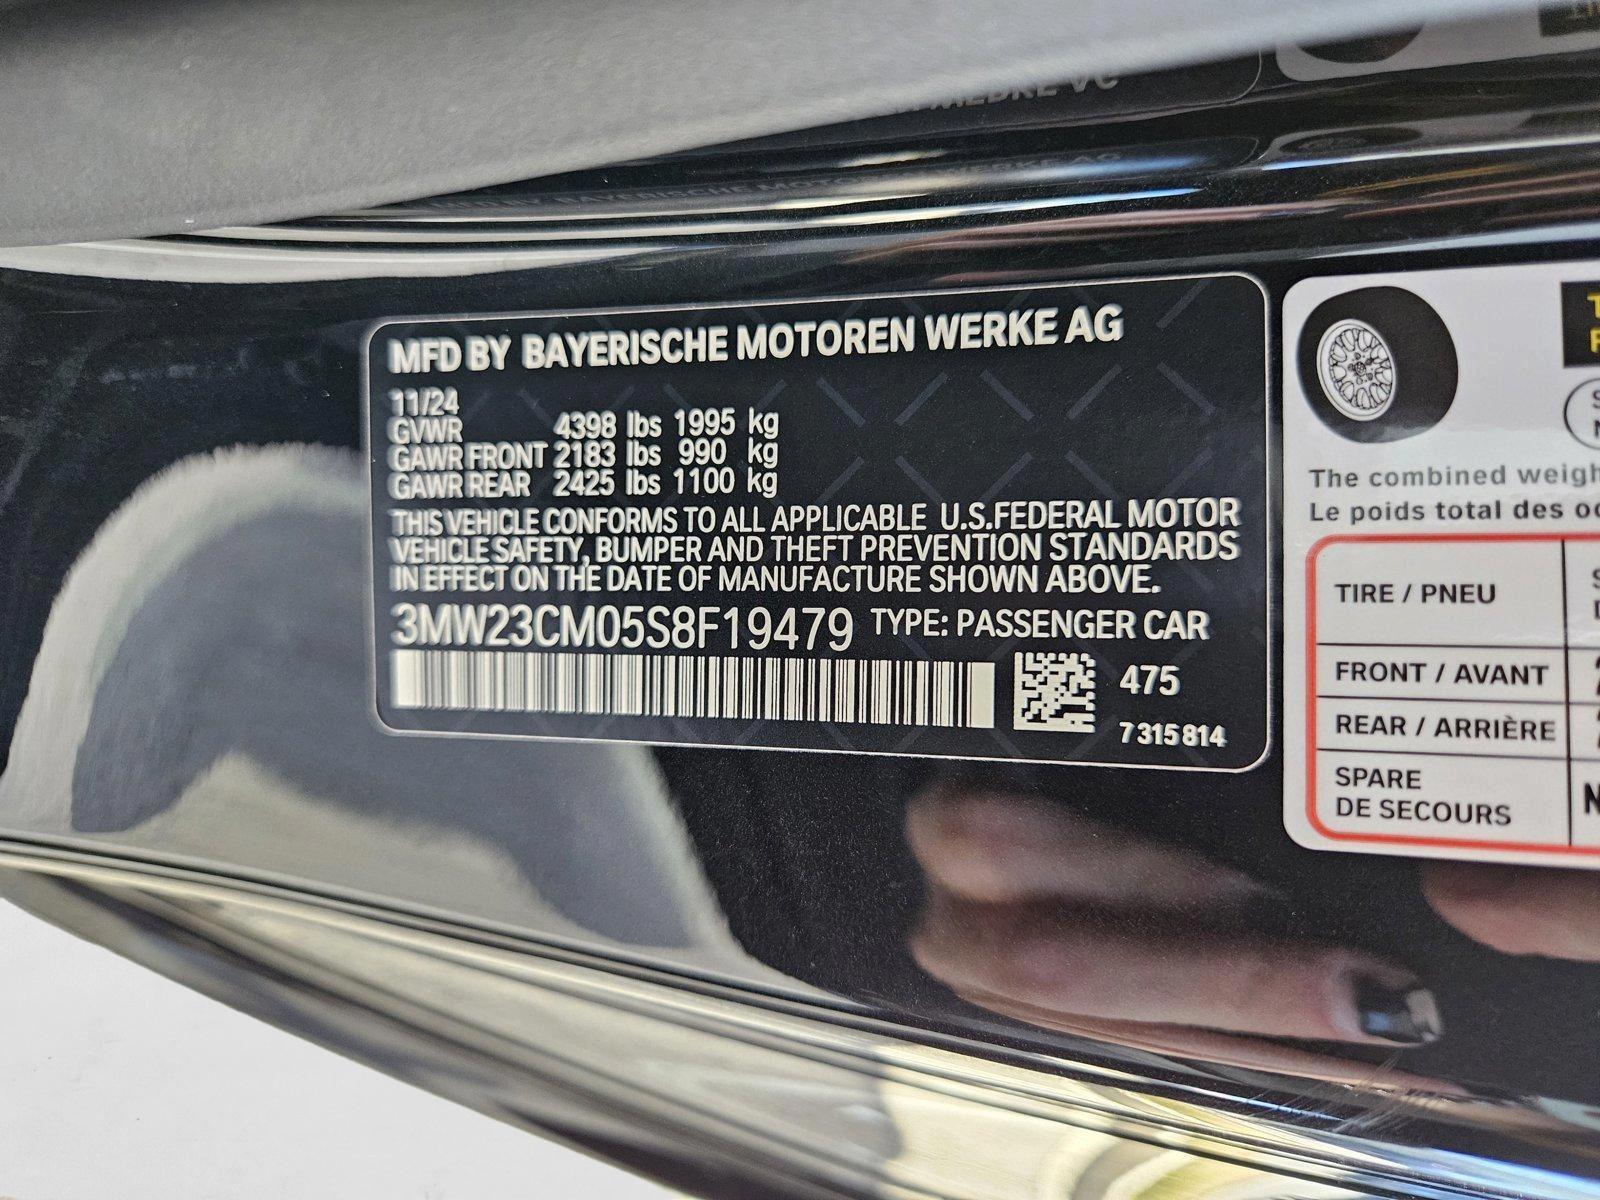 MFD BY BAYERISCHE MOTOREN WERKE AG
11/24
GVWR 4398 lbs 1995 kg
GAWR FRONT 2183 lbs 990 kg
GAWR REAR 2425 lbs 1100 kg
THIS VEHICLE CONFORMS TO ALL APPLICABLE U.S.FEDERAL MOTOR
VEHICLE SAFETY, BUMPER AND THEFT PREVENTION STANDARDS
IN EFFECT ON THE DATE OF MANUFACTURE SHOWN ABOVE.
3MW23CM05S8F19479 TYPE: PASSENGER CAR
475
7 315 814
The combined weigh
Le poids total des oc
TIRE / PNEU
FRONT / AVANT
REAR / ARRIÈRE
SPARE
DE SECOURS